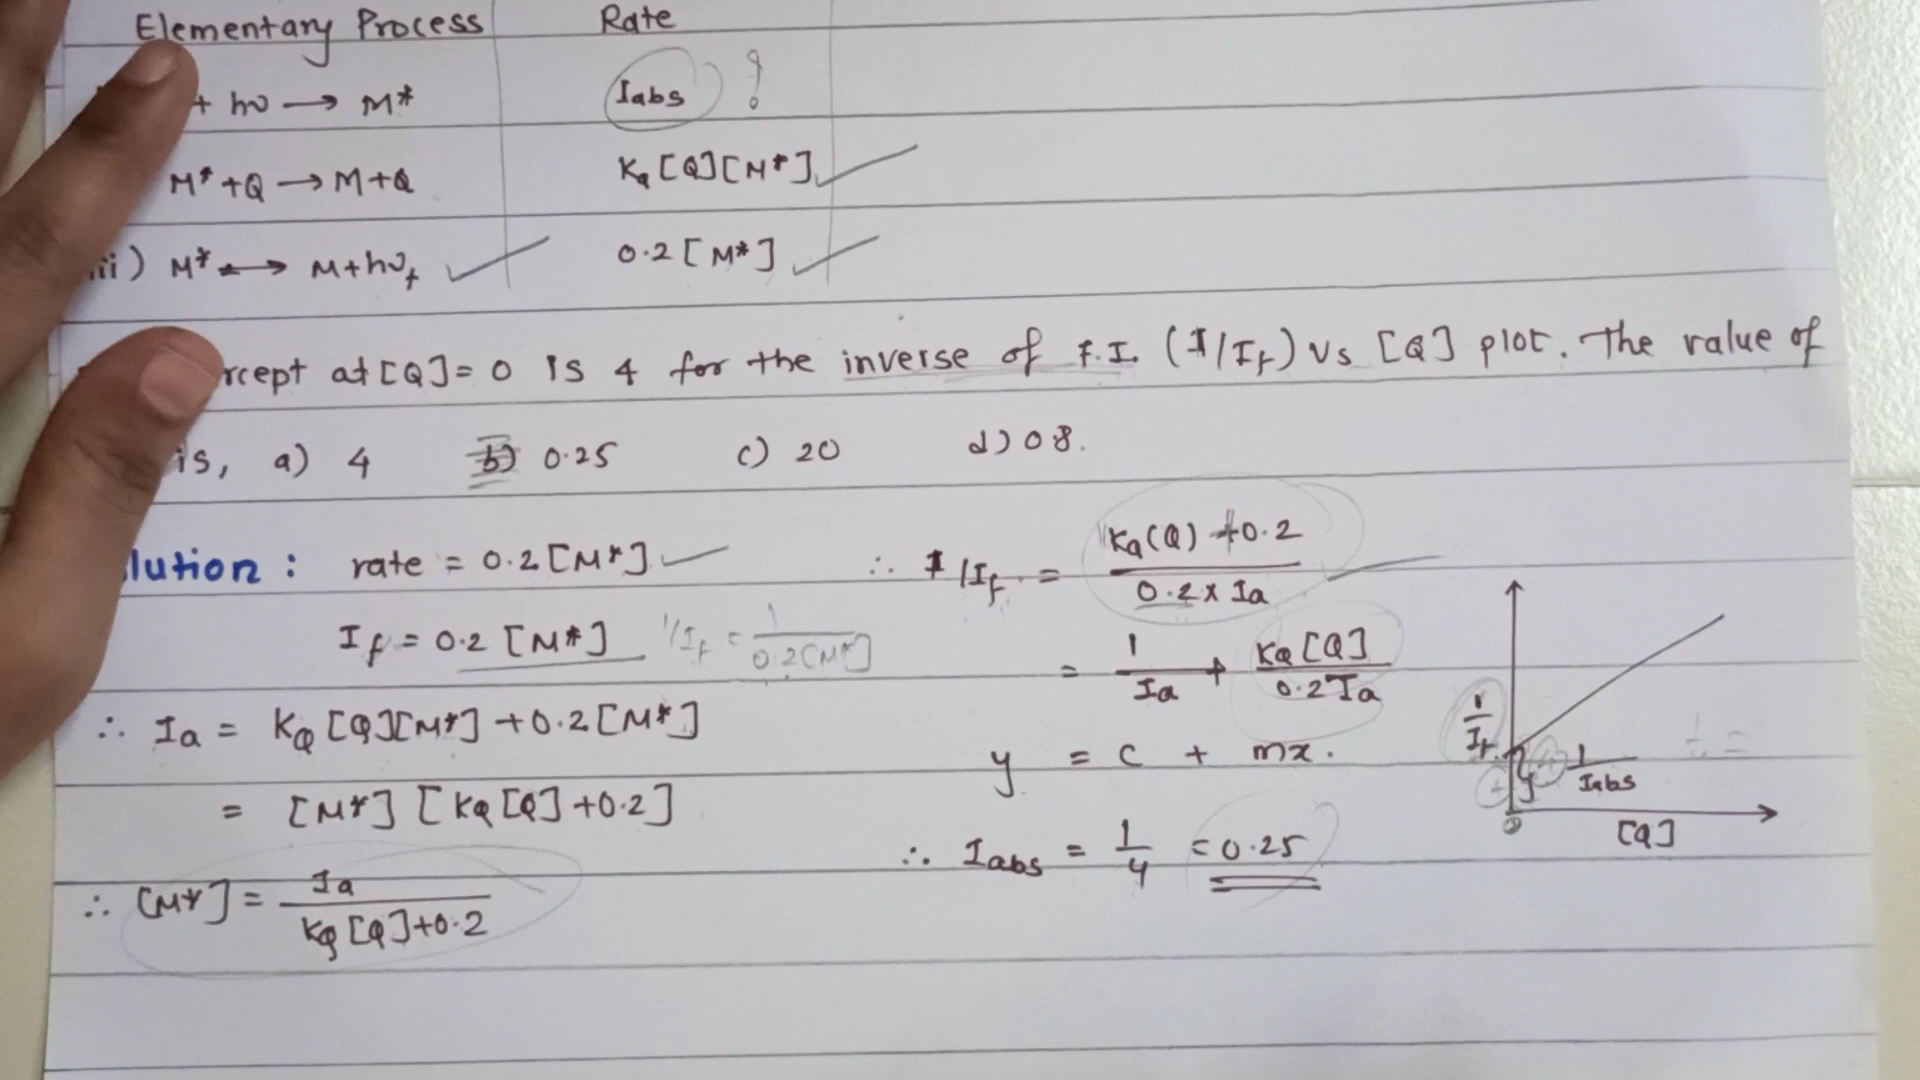 Elementary Process Rate
+ hν → M* Iabs ?
M* + Q → M + Q Kq [Q][M*]
ii) M* → M + hνf 0.2 [M*]
rcept at [Q] = 0 is 4 for the inverse of f.I. (1/If) vs [Q] plot. The value of
is, a) 4 b) 0.25 c) 20 d) 0.8.
lution : rate = 0.2 [M*]
If = 0.2 [M*] 1/If = 1/0.2[M*]
∴ Ia = KQ [Q][M*] + 0.2 [M*]
= [M*] [KQ [Q] + 0.2]
∴ [M*] = Ia / KQ [Q] + 0.2
∴ 1/If = Kq(Q) + 0.2 / 0.2 x Ia
= 1/Ia + KQ [Q] / 0.2 Ia
y = c + mx.
∴ Iabs = 1/4 = 0.25
1/If
1/Iabs
[Q]